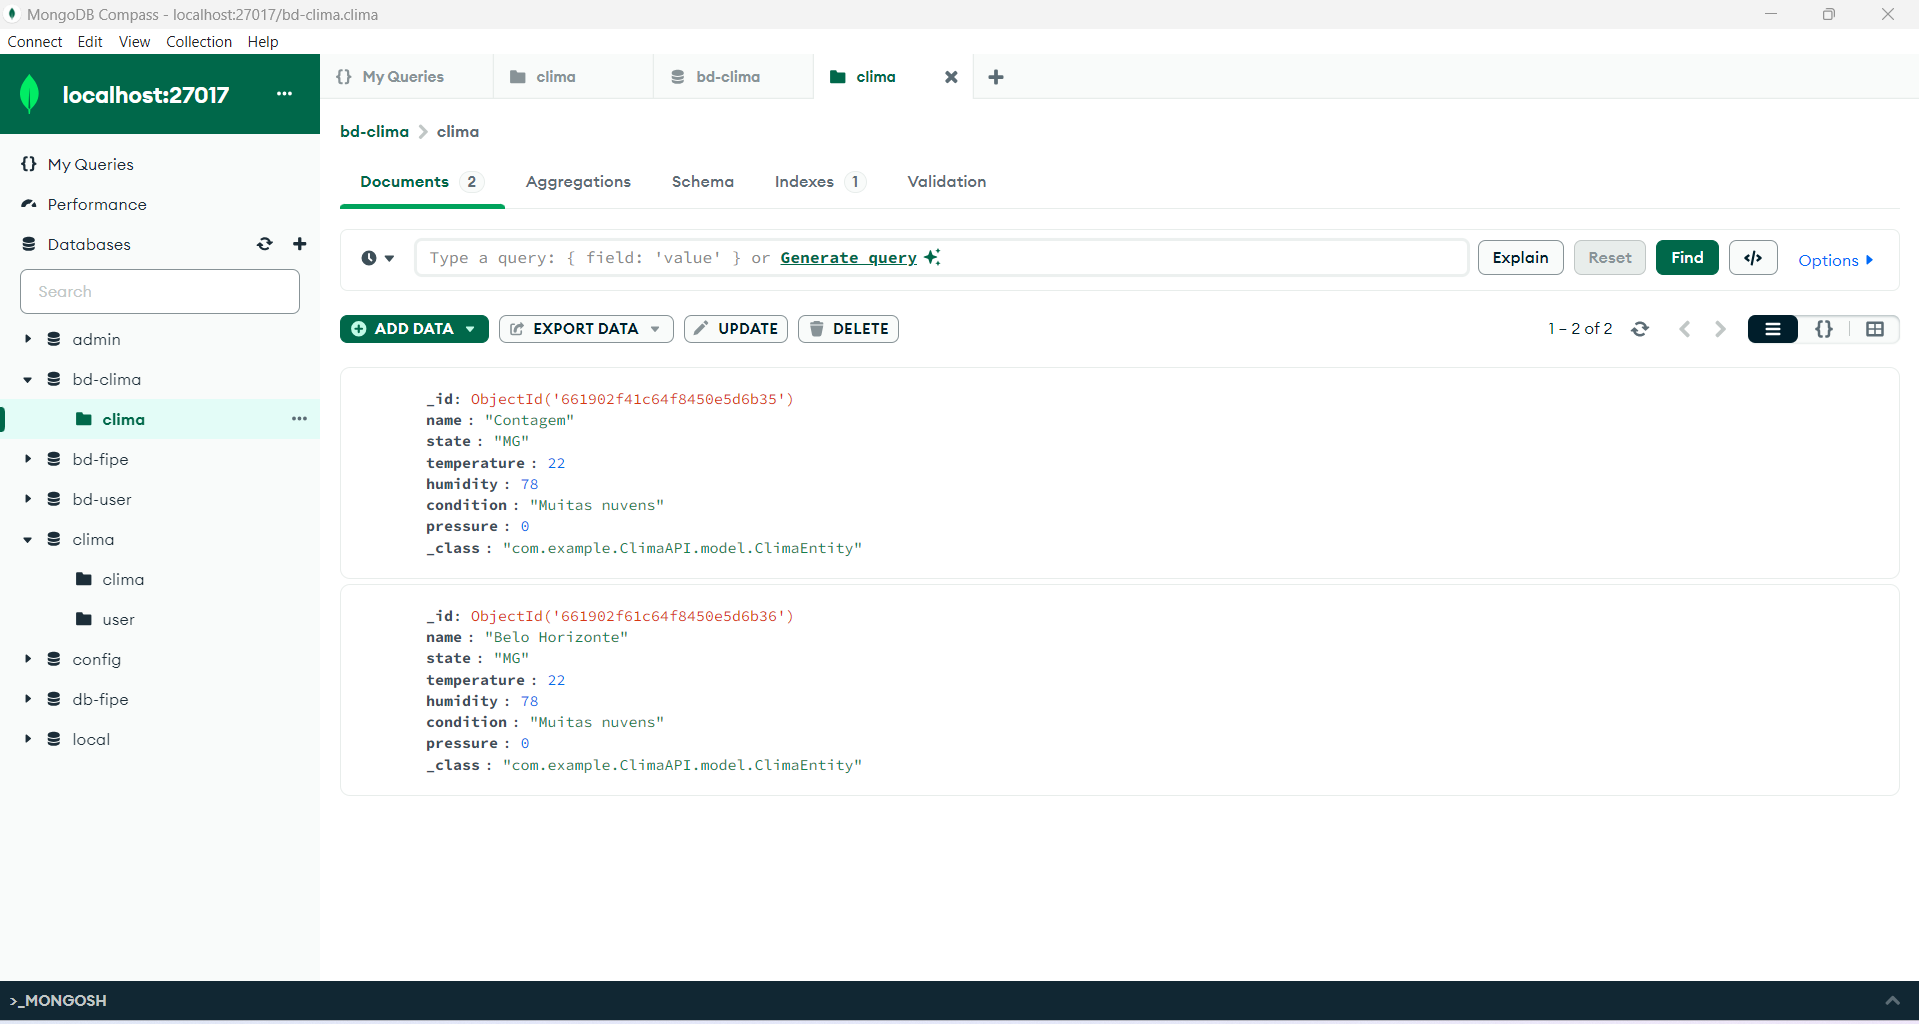 MongoDB Compass - localhost:27017/bd-clima.clima
Connect Edit View Collection Help
localhost:27017
My Queries
Performance
Databases
Search
admin
bd-clima
clima
bd-fipe
bd-user
clima
clima
user
config
db-fipe
local
{} My Queries clima bd-clima clima
bd-clima > clima
Documents 2 Aggregations Schema Indexes 1 Validation
Type a query: { field: 'value' } or Generate query Explain Reset Find </> Options
ADD DATA EXPORT DATA UPDATE DELETE 1 – 2 of 2 {}
_id: ObjectId('661902f41c64f8450e5d6b35')
name : "Contagem"
state : "MG"
temperature : 22
humidity : 78
condition : "Muitas nuvens"
pressure : 0
_class : "com.example.ClimaAPI.model.ClimaEntity"
_id: ObjectId('661902f61c64f8450e5d6b36')
name : "Belo Horizonte"
state : "MG"
temperature : 22
humidity : 78
condition : "Muitas nuvens"
pressure : 0
_class : "com.example.ClimaAPI.model.ClimaEntity"
>_MONGOSH